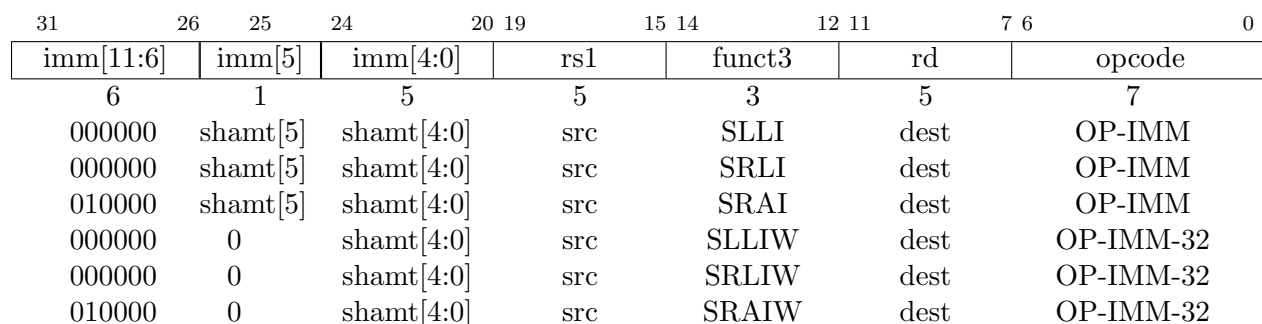 31 26 25 24 20 19 15 14 12 11 7 6 0
imm[11:6] imm[5] imm[4:0] rs1 funct3 rd opcode
6 1 5 5 3 5 7
000000 shamt[5] shamt[4:0] src SLLI dest OP-IMM
000000 shamt[5] shamt[4:0] src SRLI dest OP-IMM
010000 shamt[5] shamt[4:0] src SRAI dest OP-IMM
000000 0 shamt[4:0] src SLLIW dest OP-IMM-32
000000 0 shamt[4:0] src SRLIW dest OP-IMM-32
010000 0 shamt[4:0] src SRAIW dest OP-IMM-32